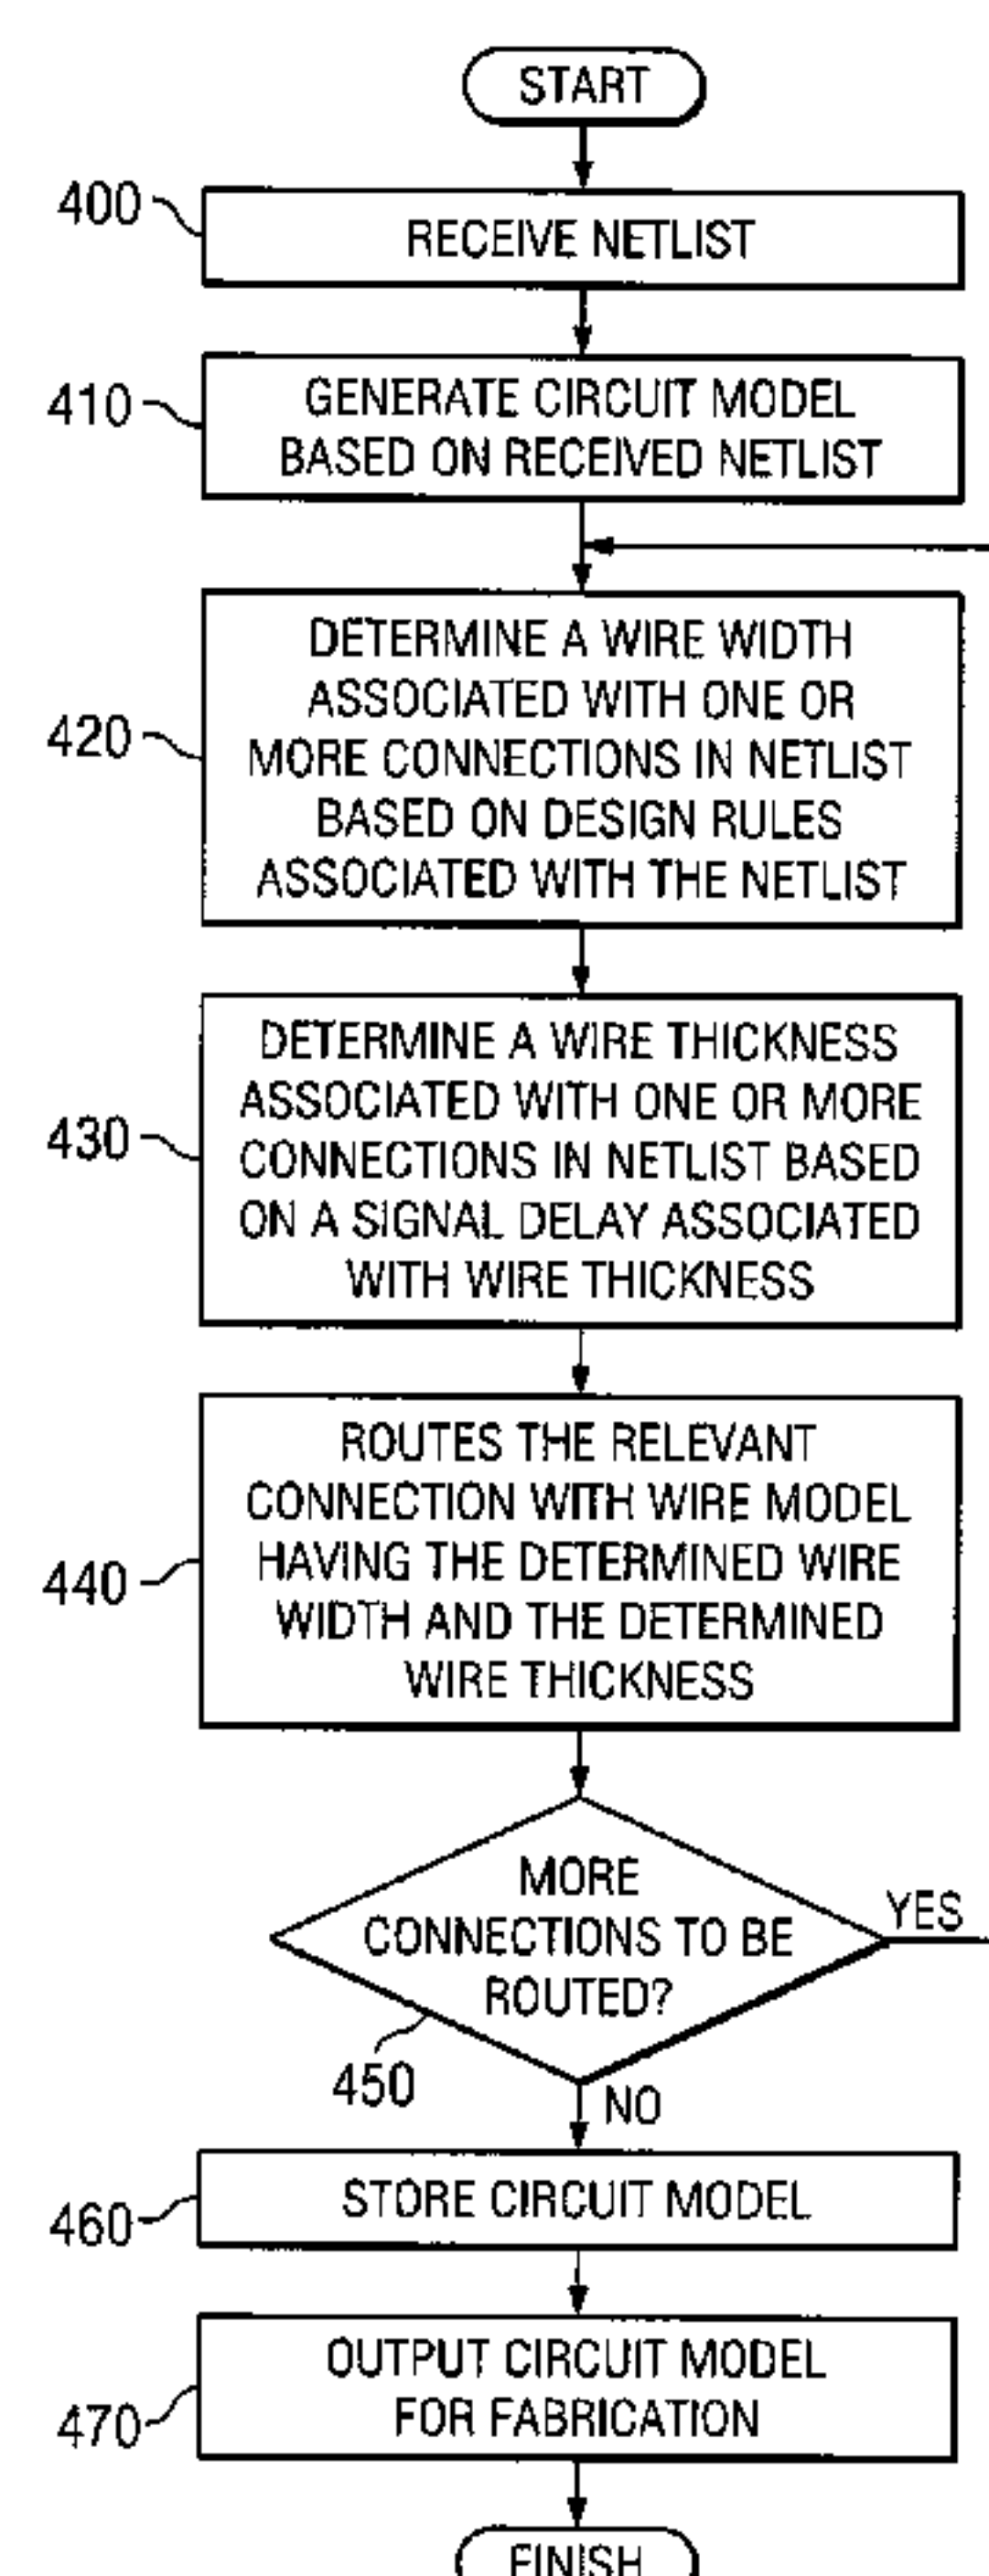 START
400
RECEIVE NETLIST
410
GENERATE CIRCUIT MODEL
BASED ON RECEIVED NETLIST
420
DETERMINE A WIRE WIDTH
ASSOCIATED WITH ONE OR
MORE CONNECTIONS IN NETLIST
BASED ON DESIGN RULES
ASSOCIATED WITH THE NETLIST
430
DETERMINE A WIRE THICKNESS
ASSOCIATED WITH ONE OR MORE
CONNECTIONS IN NETLIST BASED
ON A SIGNAL DELAY ASSOCIATED
WITH WIRE THICKNESS
440
ROUTES THE RELEVANT
CONNECTION WITH WIRE MODEL
HAVING THE DETERMINED WIRE
WIDTH AND THE DETERMINED
WIRE THICKNESS
MORE
CONNECTIONS TO BE
ROUTED?
YES
450
NO
460
STORE CIRCUIT MODEL
470
OUTPUT CIRCUIT MODEL
FOR FABRICATION
FINISH